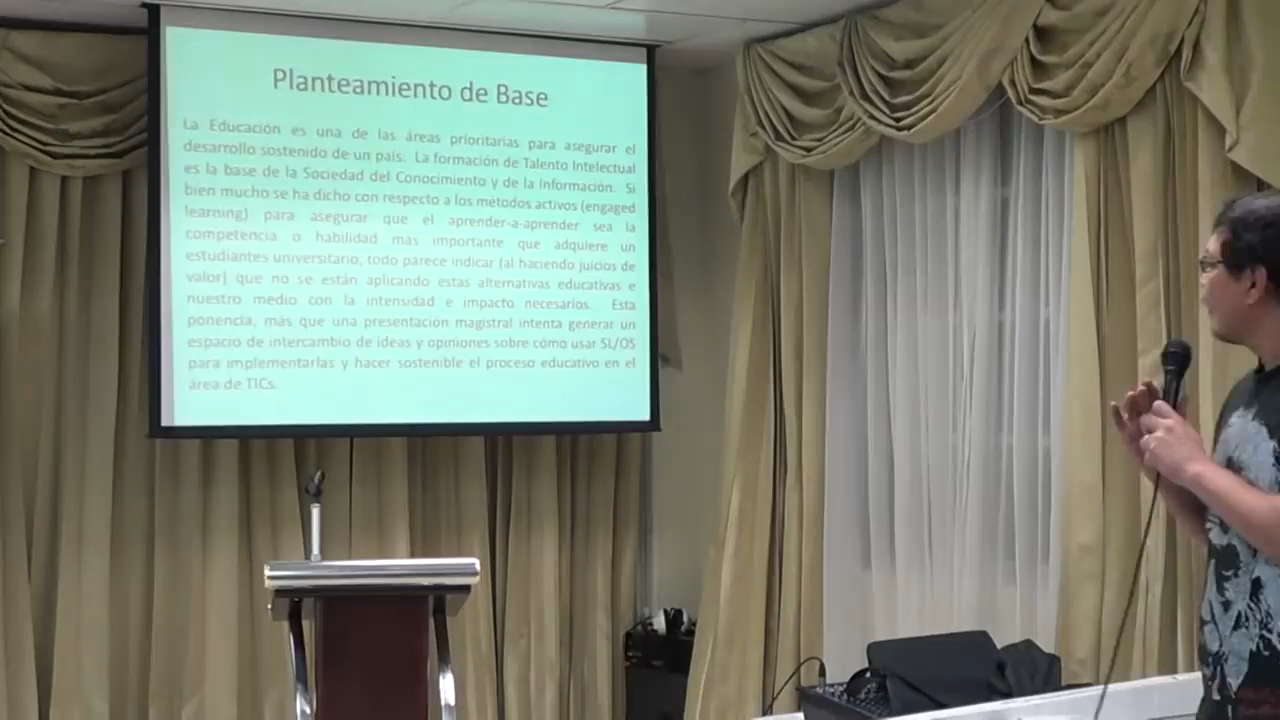 Planteamiento de Base
La Educación es una de las áreas prioritarias para asegurar el
desarrollo sostenido de un país. La formación de Talento Intelectual
es la base de la Sociedad del Conocimiento y de la Información. Si
bien mucho se ha dicho con respecto a los métodos activos (engaged
learning) para asegurar que el aprender-a-aprender sea la
competencia o habilidad más importante que adquiere un
estudiantes universitario, todo parece indicar (al haciendo juicios de
valor) que no se están aplicando estas alternativas educativas e
nuestro medio con la intensidad e impacto necesarios. Esta
ponencia, más que una presentación magistral intenta generar un
espacio de intercambio de ideas y opiniones sobre cómo usar SL/OS
para implementarlas y hacer sostenible el proceso educativo en el
área de TICs.